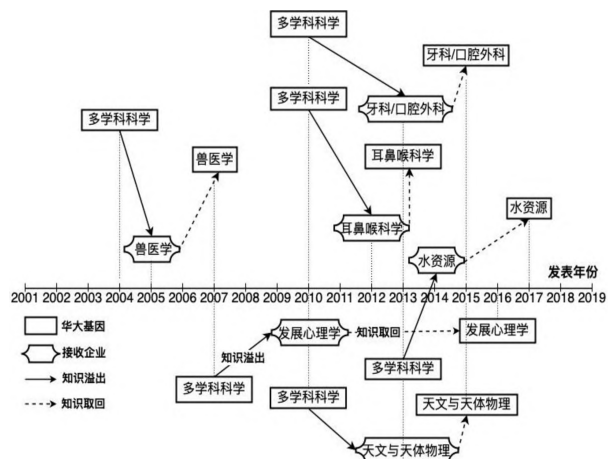 多学科科学
牙科/口腔外科
多学科科学
牙科/口腔外科
多学科科学
兽医学
耳鼻喉科学
水资源
耳鼻喉科学
兽医学
水资源
发表年份
2001 2002 2003 2004 2005 2006 2007 2008 2009 2010 2011 2012 2013 2014 2015 2016 2017 2018 2019
华大基因
发展心理学
知识取回
发展心理学
接收企业
知识溢出
多学科科学
知识溢出
多学科科学
多学科科学
知识取回
天文与天体物理
天文与天体物理